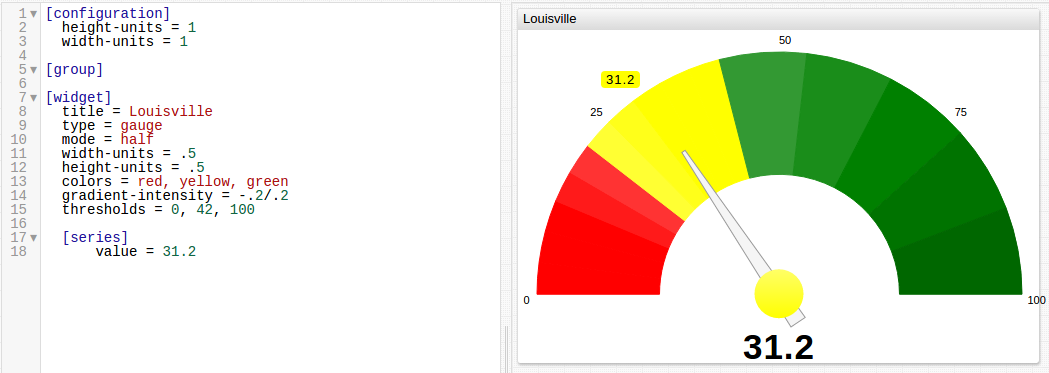 1 [configuration]
2 height-units = 1
3 width-units = 1
4
5 [group]
6
7 [widget]
8 title = Louisville
9 type = gauge
10 mode = half
11 width-units = .5
12 height-units = .5
13 colors = red, yellow, green
14 gradient-intensity = -.2/.2
15 thresholds = 0, 42, 100
16
17 [series]
18 value = 31.2
Louisville
50
31.2
25
75
0
100
31.2